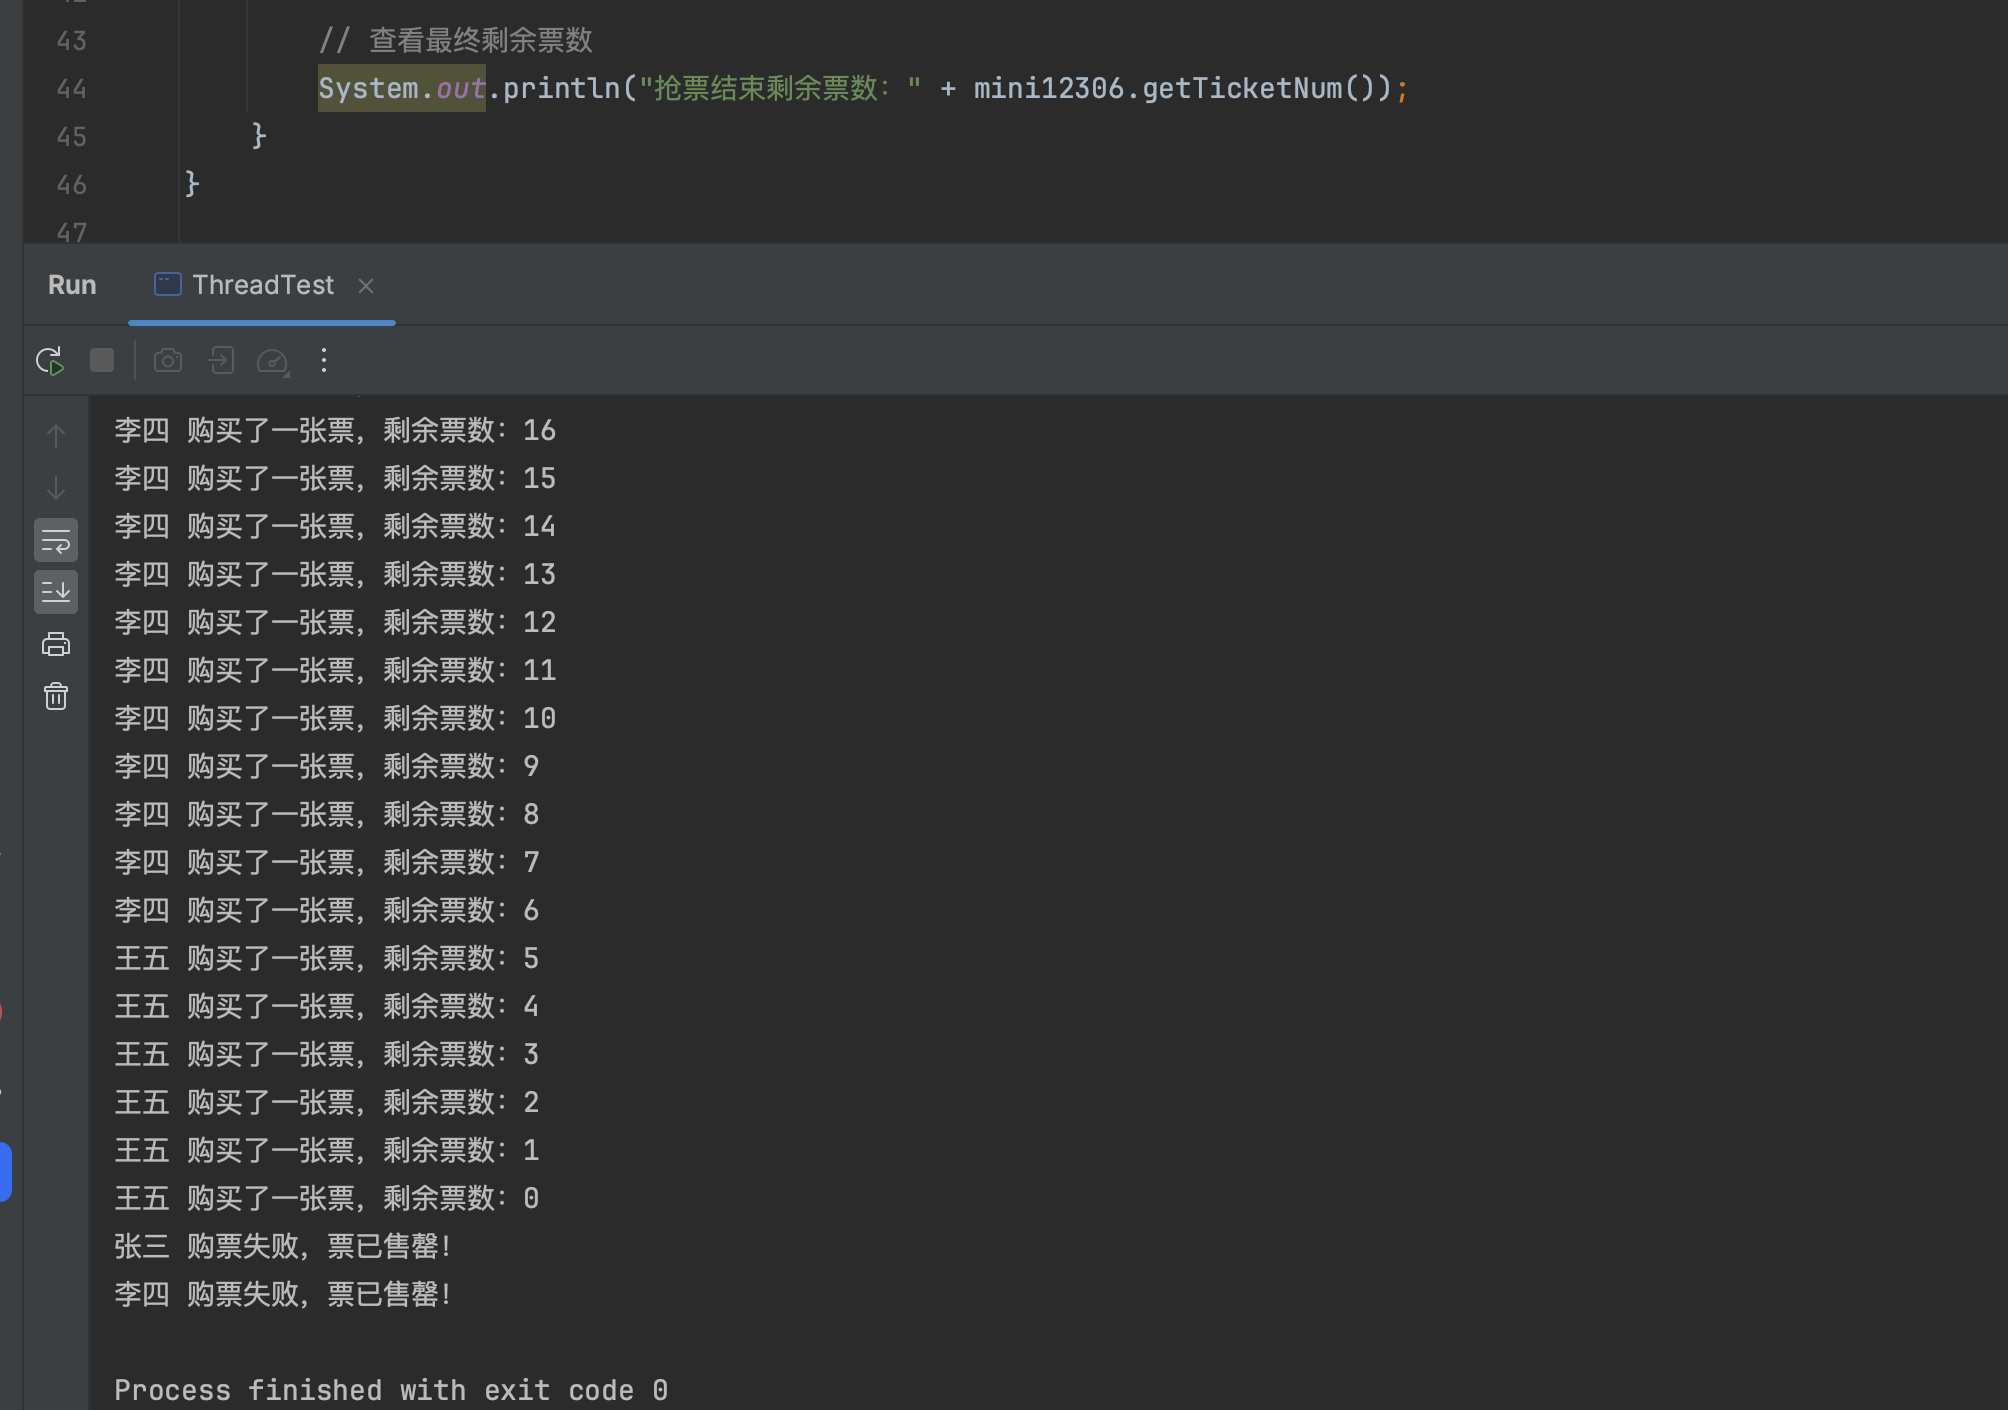 43 // 查看最终剩余票数
44 System.out.println("抢票结束剩余票数：" + mini12306.getTicketNum());
45 }
46 }
47
Run ThreadTest
李四 购买了一张票，剩余票数：16
李四 购买了一张票，剩余票数：15
李四 购买了一张票，剩余票数：14
李四 购买了一张票，剩余票数：13
李四 购买了一张票，剩余票数：12
李四 购买了一张票，剩余票数：11
李四 购买了一张票，剩余票数：10
李四 购买了一张票，剩余票数：9
李四 购买了一张票，剩余票数：8
李四 购买了一张票，剩余票数：7
李四 购买了一张票，剩余票数：6
王五 购买了一张票，剩余票数：5
王五 购买了一张票，剩余票数：4
王五 购买了一张票，剩余票数：3
王五 购买了一张票，剩余票数：2
王五 购买了一张票，剩余票数：1
王五 购买了一张票，剩余票数：0
张三 购票失败，票已售罄！
李四 购票失败，票已售罄！
Process finished with exit code 0